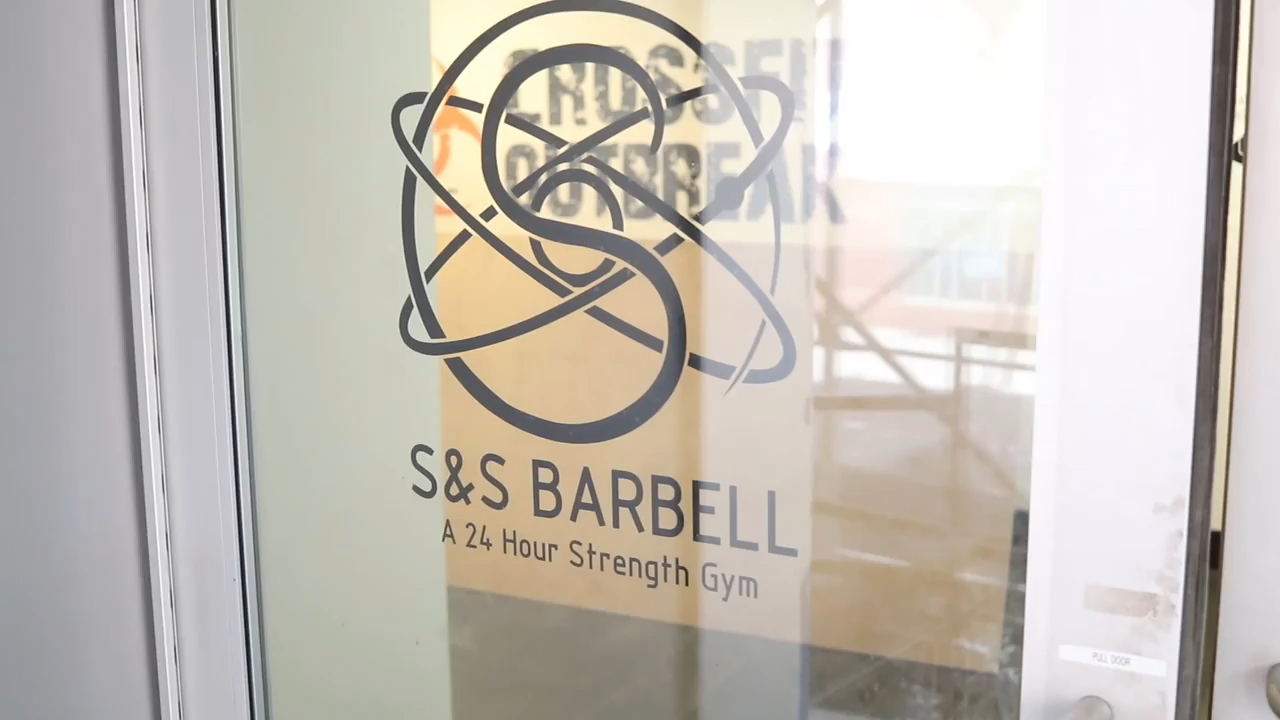 CROSSFIT
OUTBREAK
S&S BARBELL
A 24 Hour Strength Gym
PULL DOOR